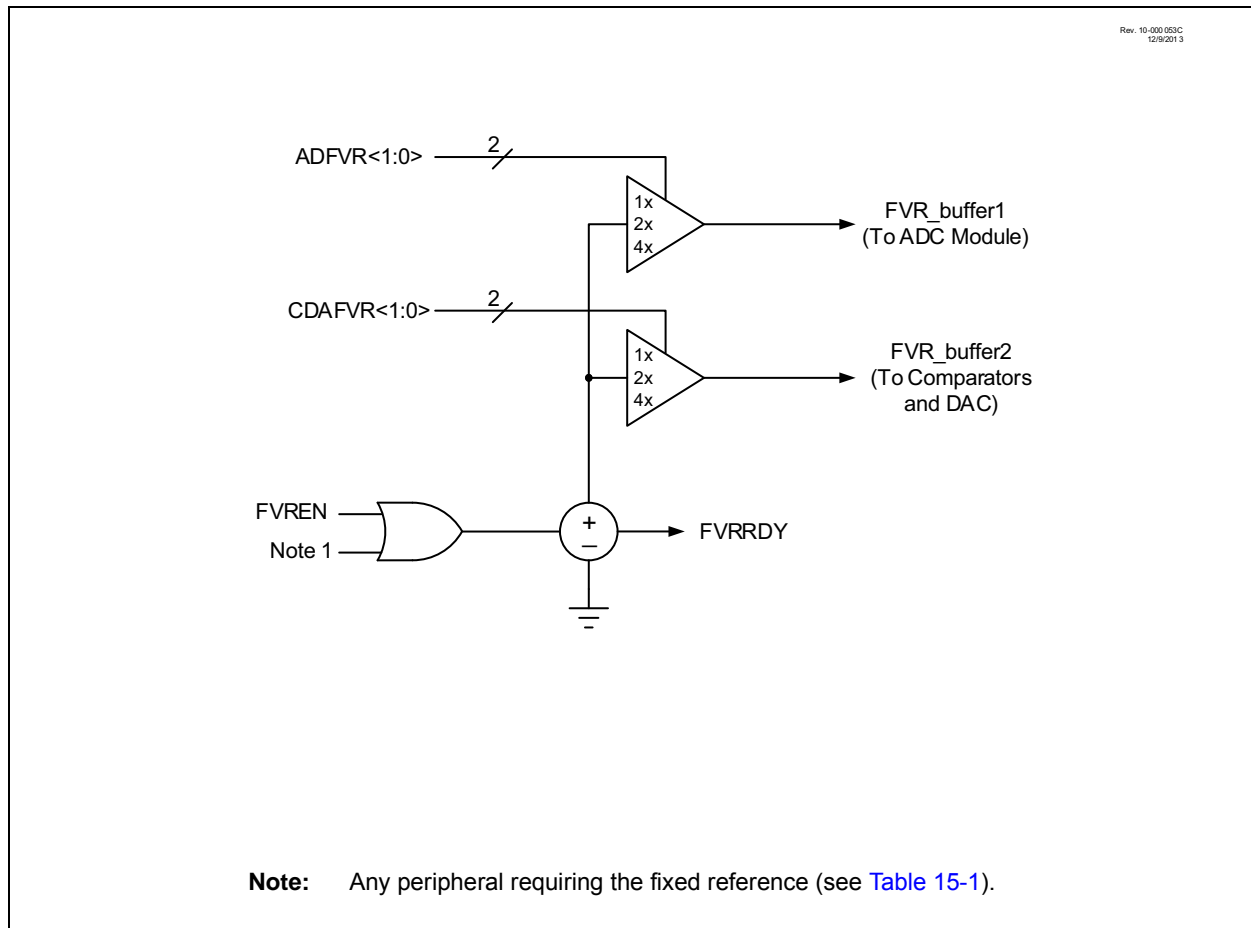 Rev. 10-000 053C
12/9/201 3
ADFVR<1:0>
2
1x
2x
4x
FVR_buffer1
(To ADC Module)
CDAFVR<1:0>
2
1x
2x
4x
FVR_buffer2
(To Comparators
and DAC)
FVREN
Note 1
+
_
FVRRDY
Note: Any peripheral requiring the fixed reference (see Table 15-1).